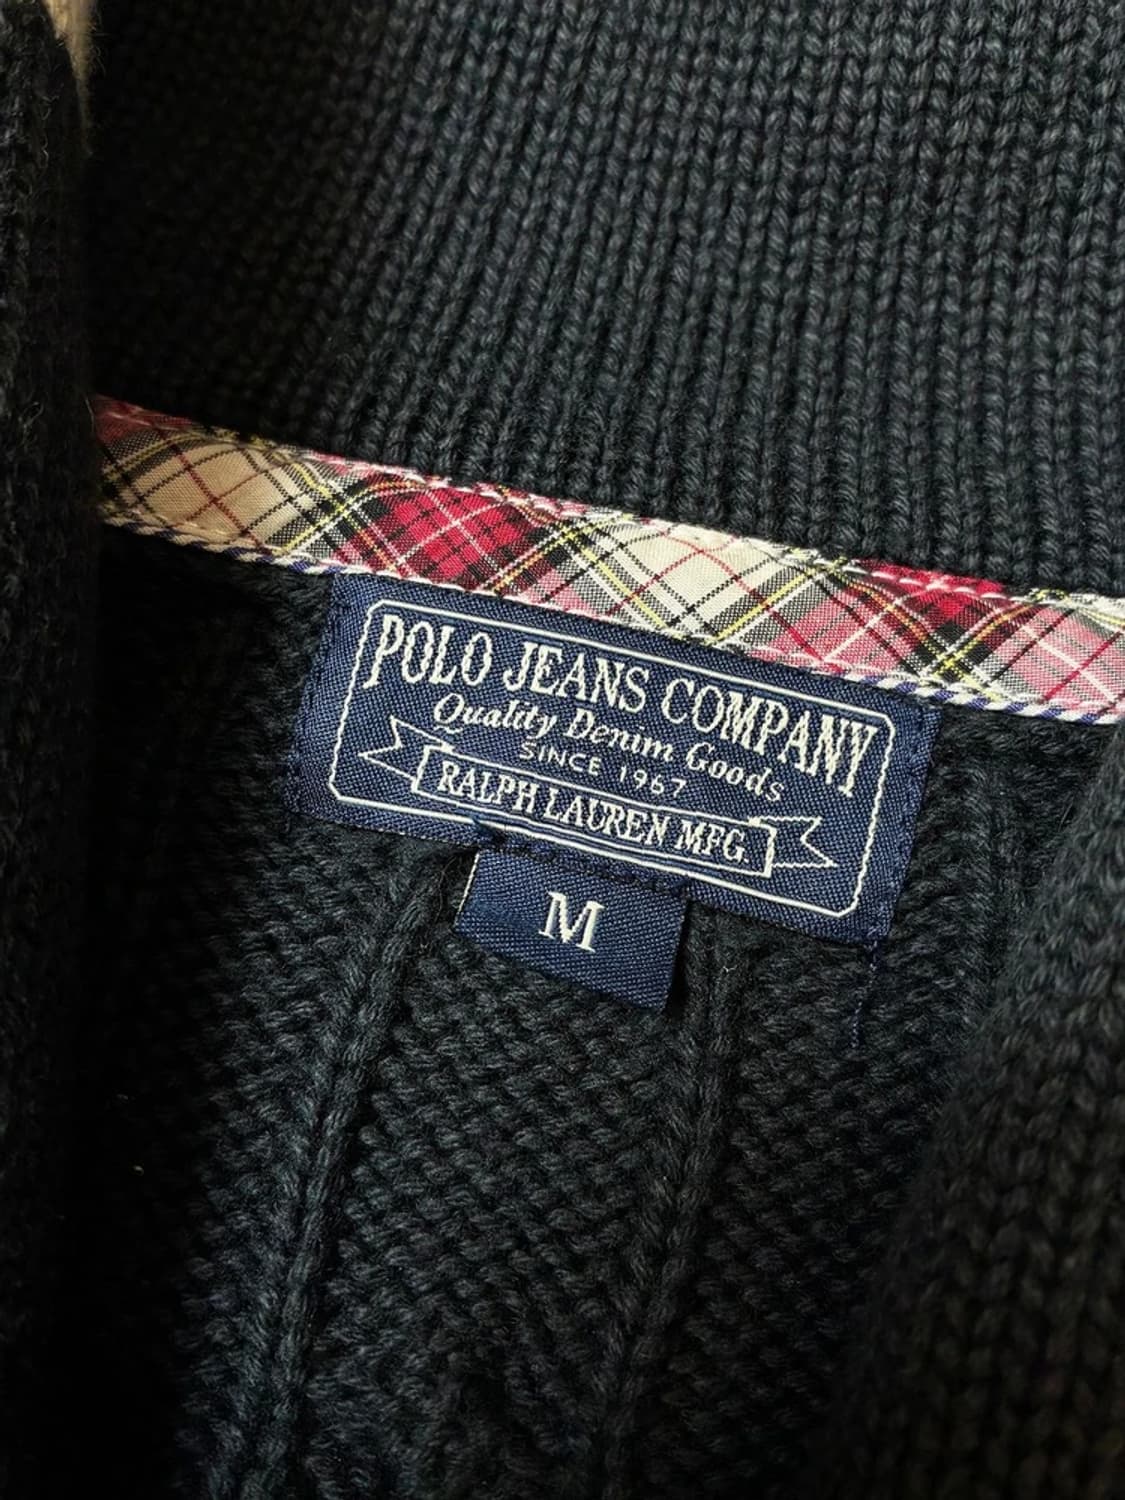 POLO JEANS COMPANY
Quality Denim Goods
SINCE 1967
RALPH LAUREN MFG.
M